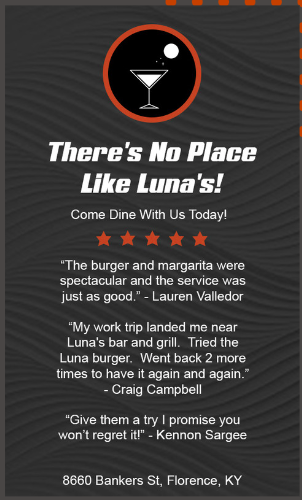 There's No Place
Like Luna's!
Come Dine With Us Today!
“The burger and margarita were
spectacular and the service was
just as good.” - Lauren Valledor
“My work trip landed me near
Luna's bar and grill.  Tried the
Luna burger.  Went back 2 more
times to have it again and again.”
- Craig Campbell
“Give them a try I promise you
won’t regret it!” - Kennon Sargee
8660 Bankers St, Florence, KY